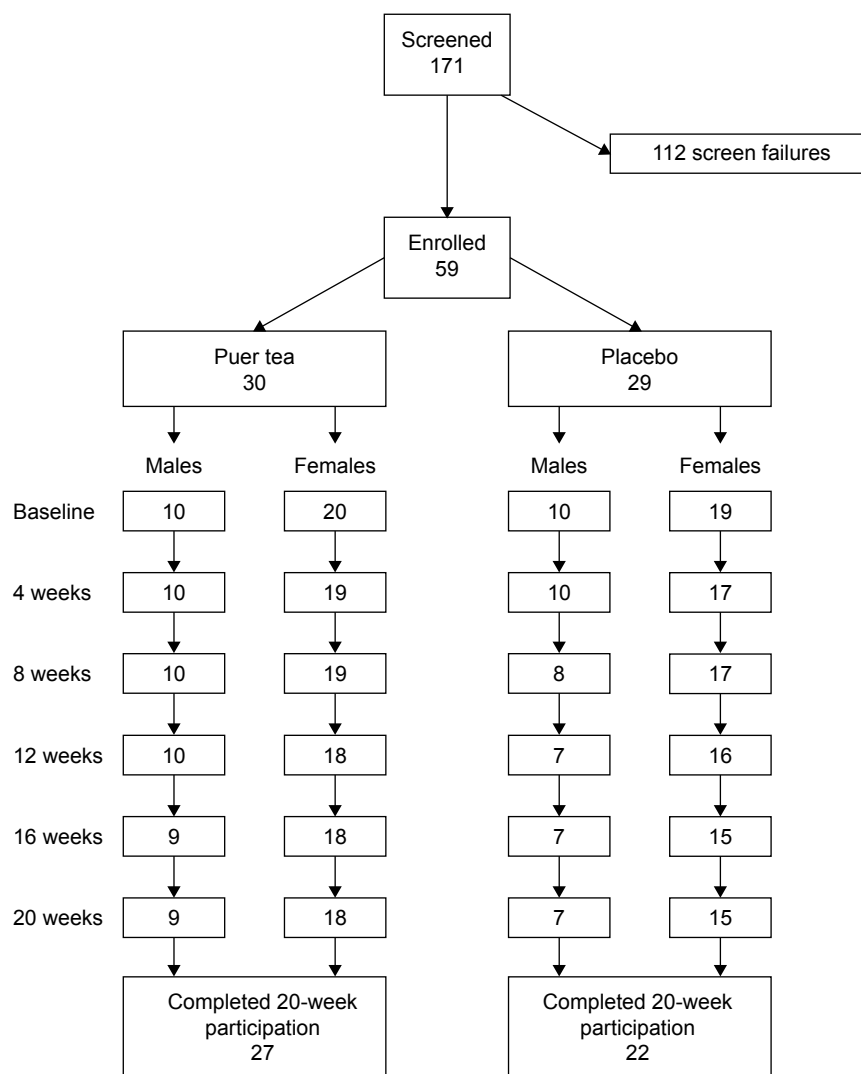 Screened
171
112 screen failures
Enrolled
59
Puer tea
30
Placebo
29
Males
Females
Males
Females
Baseline
10
20
10
19
4 weeks
10
19
10
17
8 weeks
10
19
8
17
12 weeks
10
18
7
16
16 weeks
9
18
7
15
20 weeks
9
18
7
15
Completed 20-week
participation
27
Completed 20-week
participation
22